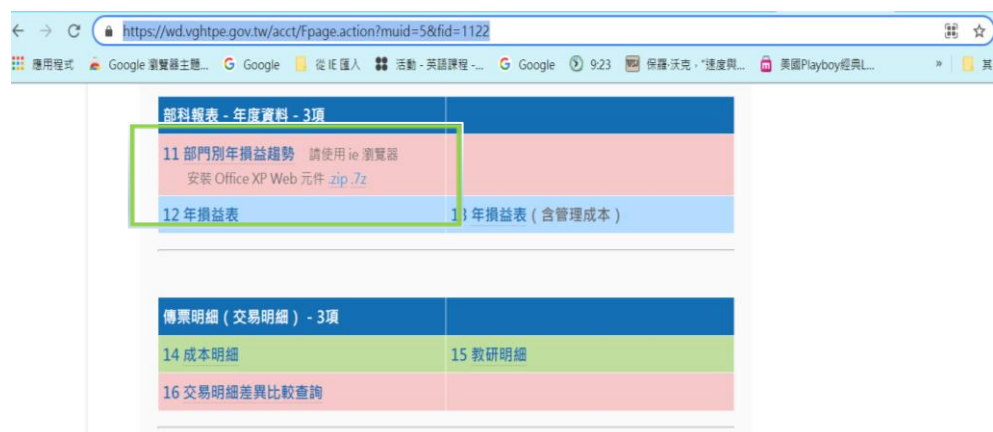 https://wd.vghtpe.gov.tw/acct/Fpage.action?muid=5&fid=1122
應用程式 Google 瀏覽器主題... Google 從 IE 匯入 活動 - 英語課程 -... Google 9:23 保羅·沃克，"速度與... 美國Playboy經典L... » 其
部科報表 - 年度資料 - 3項
11 部門別年損益趨勢 請使用 ie 瀏覽器
安裝 Office XP Web 元件 .zip .7z
12 年損益表 13 年損益表 ( 含管理成本 )
傳票明細 ( 交易明細 ) - 3項
14 成本明細 15 教研明細
16 交易明細差異比較查詢